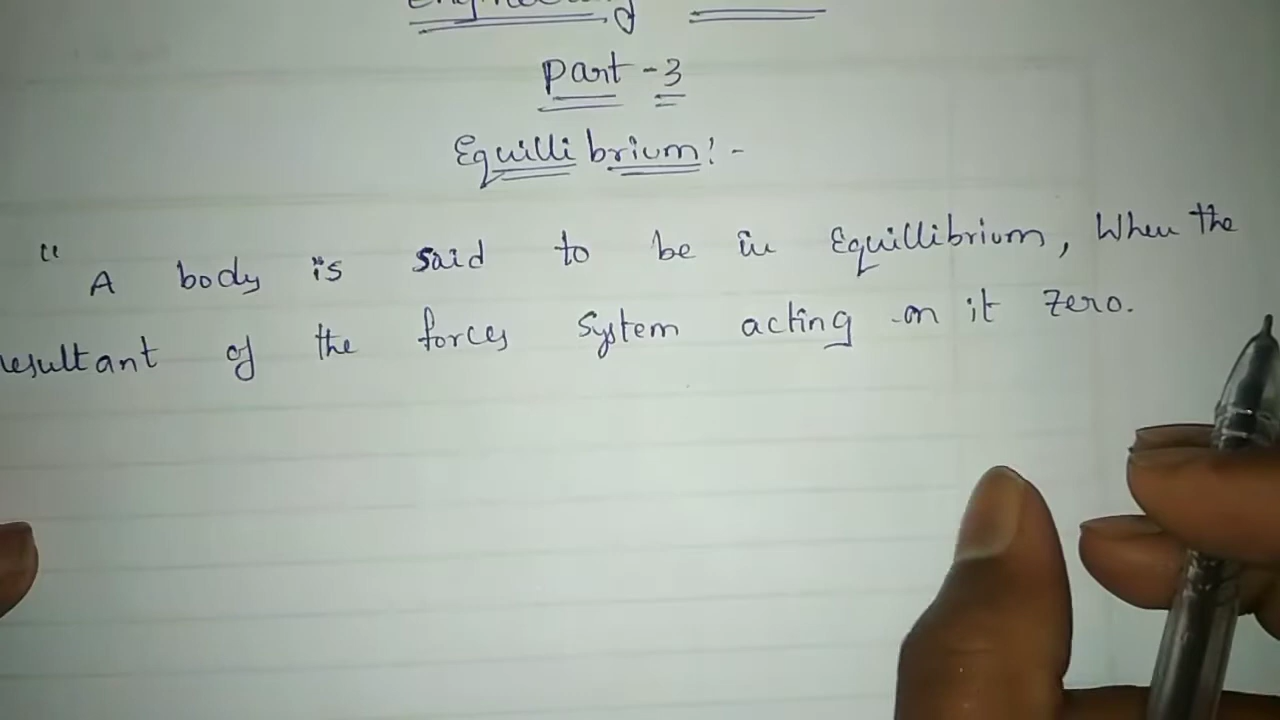 Part - 3
Equillibrium: -
" A body is said to be in Equillibrium, When the
resultant of the forces system acting on it zero.